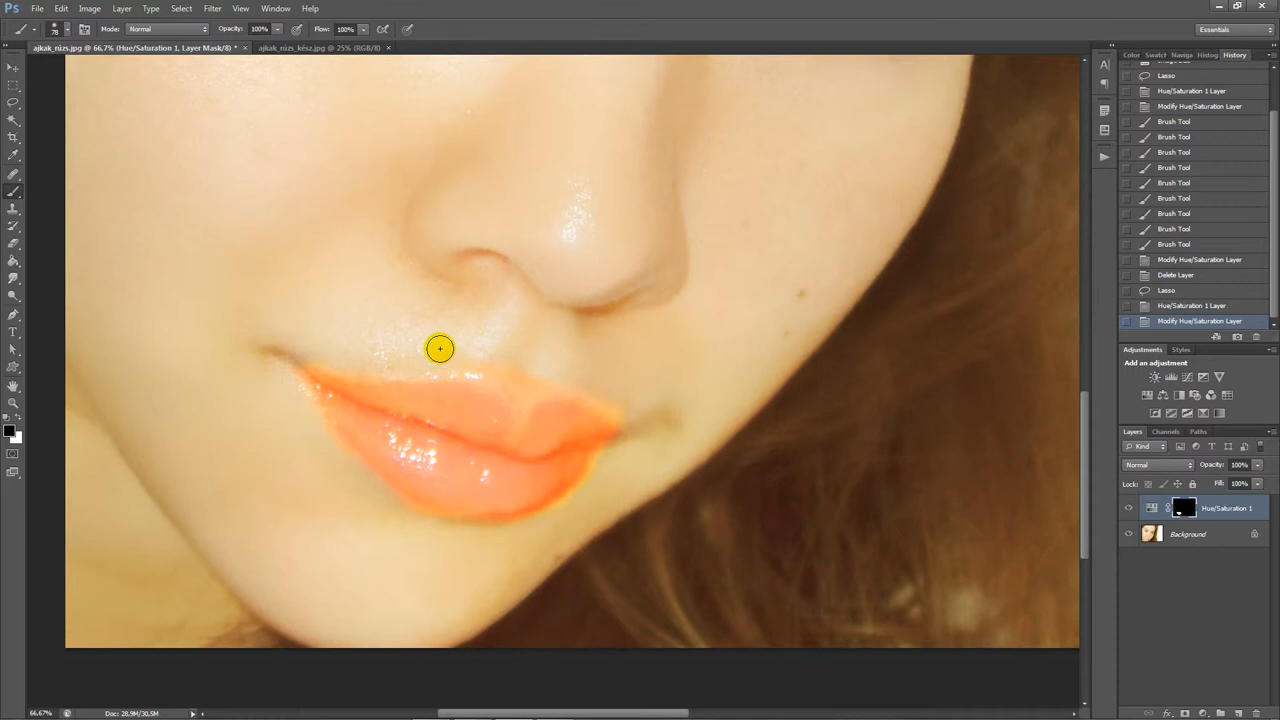 Ps File Edit Image Layer Type Select Filter View Window Help
78 Mode: Normal Opacity: 100% Flow: 100% Essentials
ajkak_rúzs.jpg @ 66,7% (Hue/Saturation 1, Layer Mask/8) * ajkak_rúzs_kész.jpg @ 25% (RGB/8)
Color Swatch Navig Histog History
Lasso
Hue/Saturation 1 Layer
Modify Hue/Saturation Layer
Brush Tool
Brush Tool
Brush Tool
Brush Tool
Brush Tool
Brush Tool
Brush Tool
Brush Tool
Brush Tool
Modify Hue/Saturation Layer
Delete Layer
Lasso
Hue/Saturation 1 Layer
Modify Hue/Saturation Layer
Adjustments Styles
Add an adjustment
Layers Channels Paths
Kind
Normal Opacity: 100%
Lock: Fill: 100%
Hue/Saturation 1
Background
66.67% Doc: 28,9M/30,5M